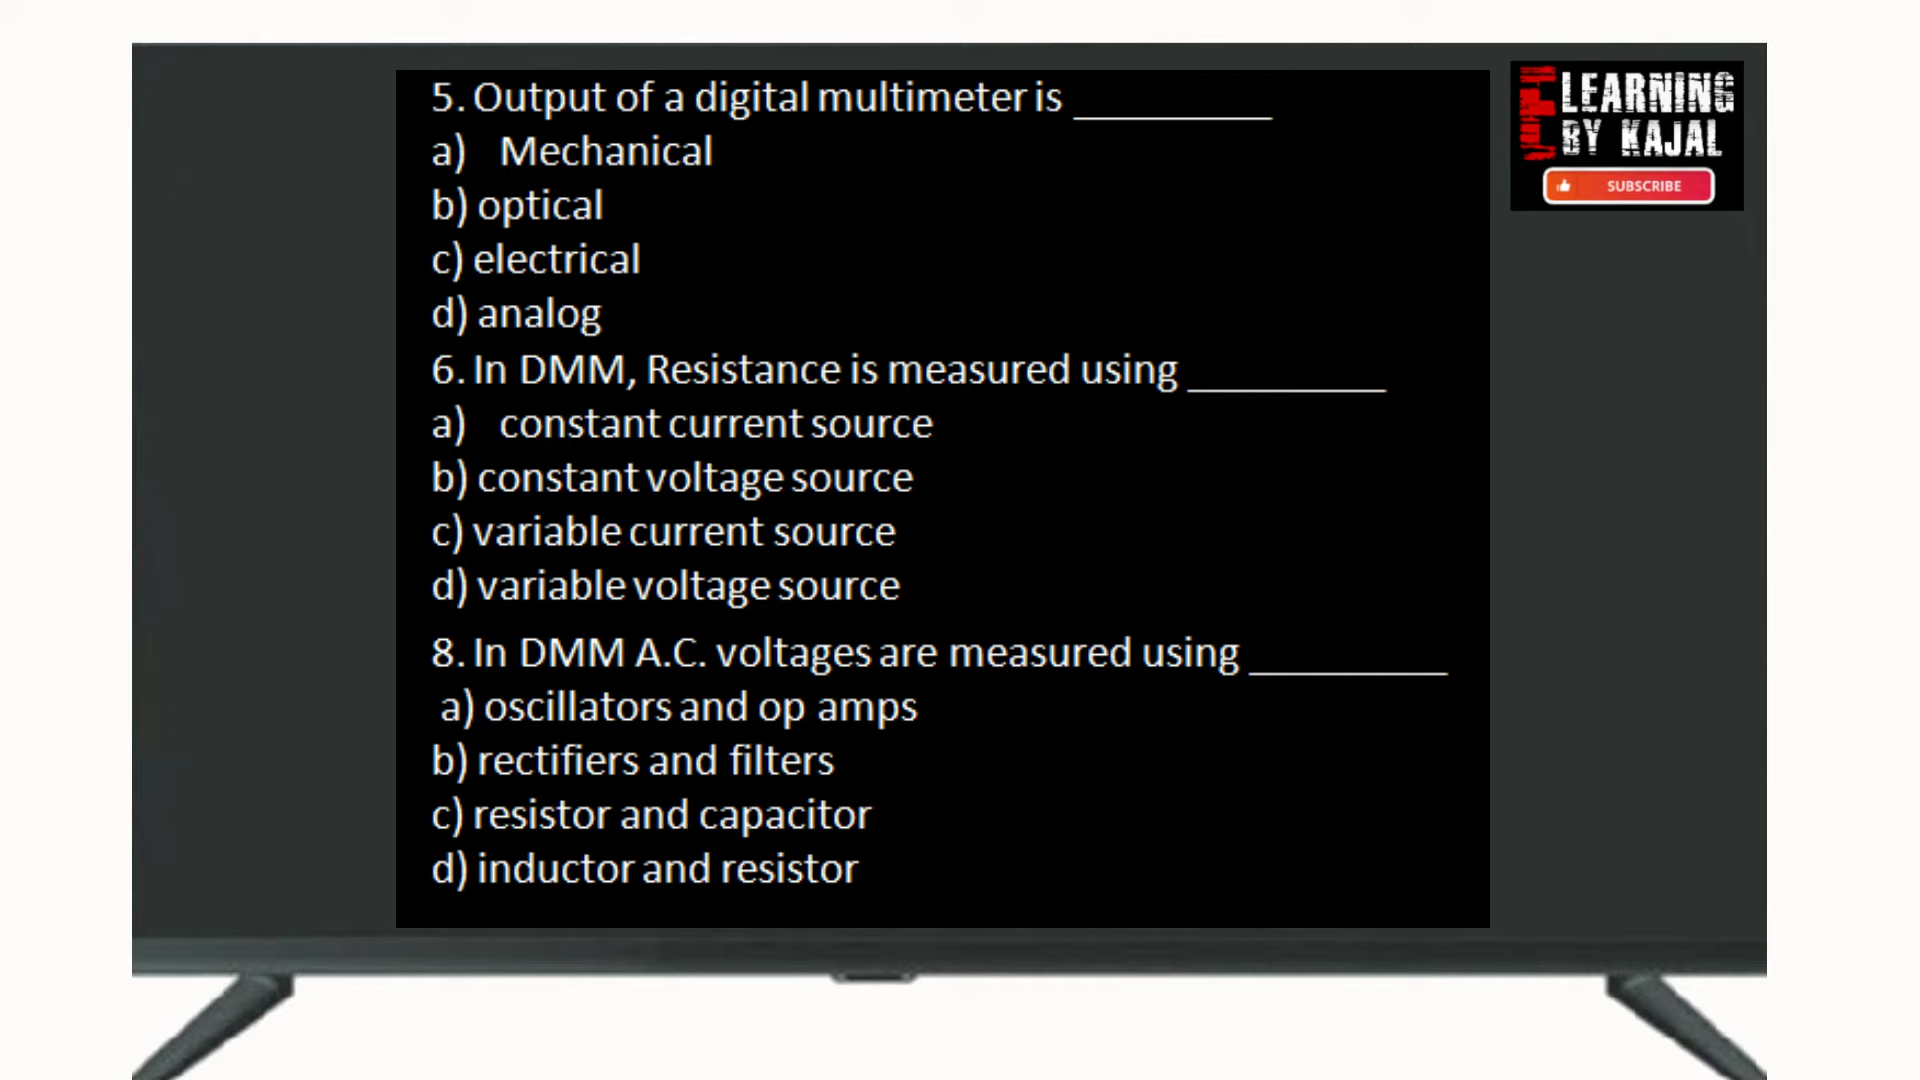 5. Output of a digital multimeter is __________
a) Mechanical
b) optical
c) electrical
d) analog
6. In DMM, Resistance is measured using __________
a) constant current source
b) constant voltage source
c) variable current source
d) variable voltage source
8. In DMM A.C. voltages are measured using __________
a) oscillators and op amps
b) rectifiers and filters
c) resistor and capacitor
d) inductor and resistor
LEARNING
BY KAJAL
SUBSCRIBE